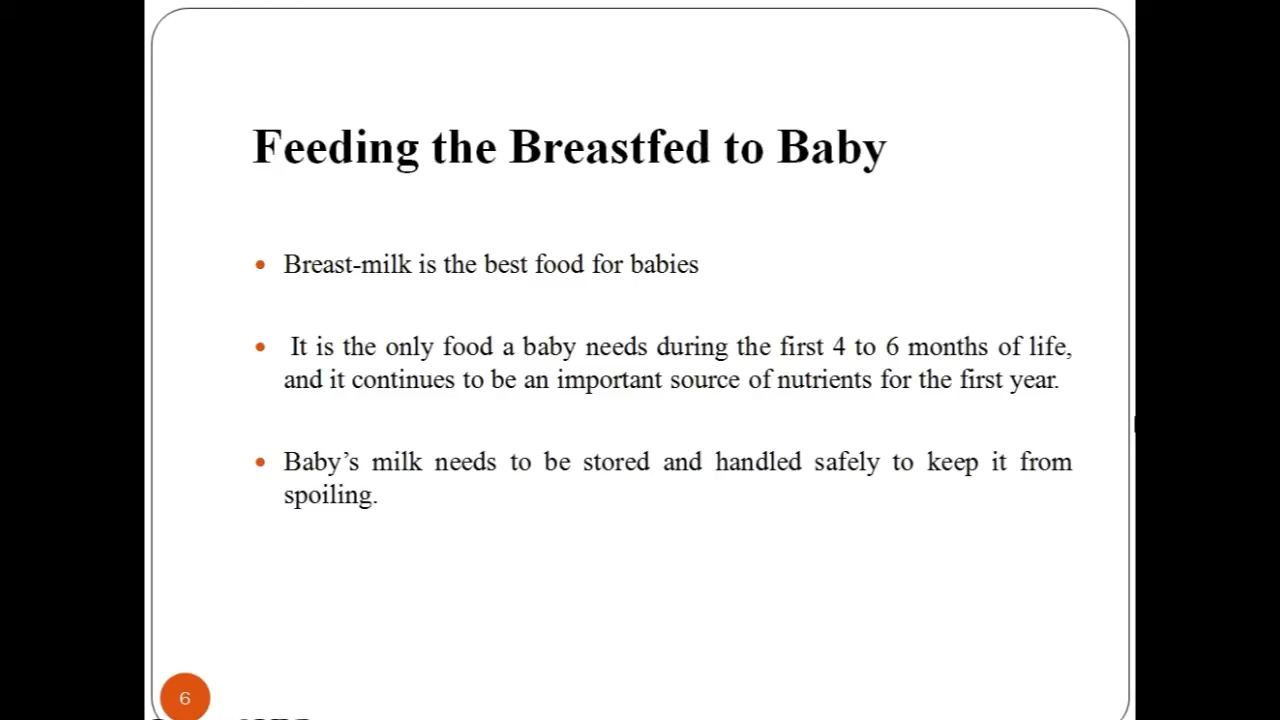 Feeding the Breastfed to Baby
• Breast-milk is the best food for babies
• It is the only food a baby needs during the first 4 to 6 months of life,
and it continues to be an important source of nutrients for the first year.
• Baby’s milk needs to be stored and handled safely to keep it from
spoiling.
6